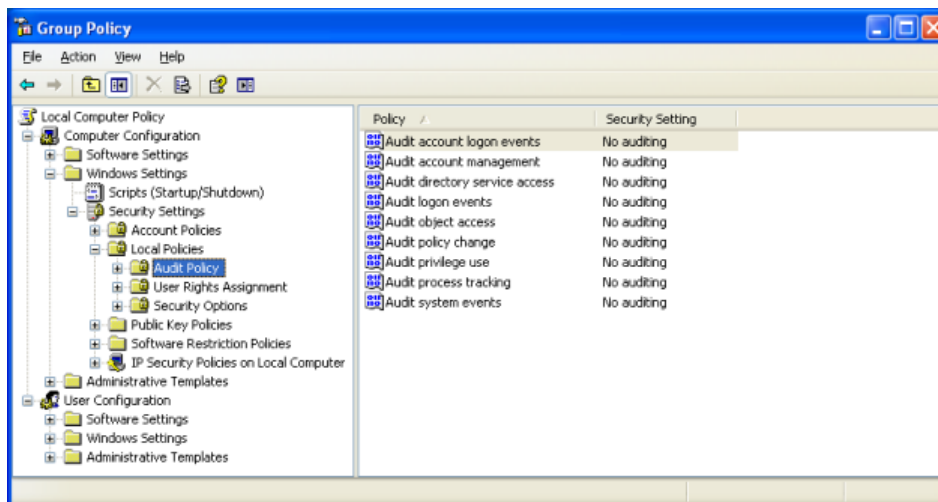 Group Policy
File Action View Help
Local Computer Policy
Computer Configuration
Software Settings
Windows Settings
Scripts (Startup/Shutdown)
Security Settings
Account Policies
Local Policies
Audit Policy
User Rights Assignment
Security Options
Public Key Policies
Software Restriction Policies
IP Security Policies on Local Computer
Administrative Templates
User Configuration
Software Settings
Windows Settings
Administrative Templates
Policy Security Setting
Audit account logon events No auditing
Audit account management No auditing
Audit directory service access No auditing
Audit logon events No auditing
Audit object access No auditing
Audit policy change No auditing
Audit privilege use No auditing
Audit process tracking No auditing
Audit system events No auditing